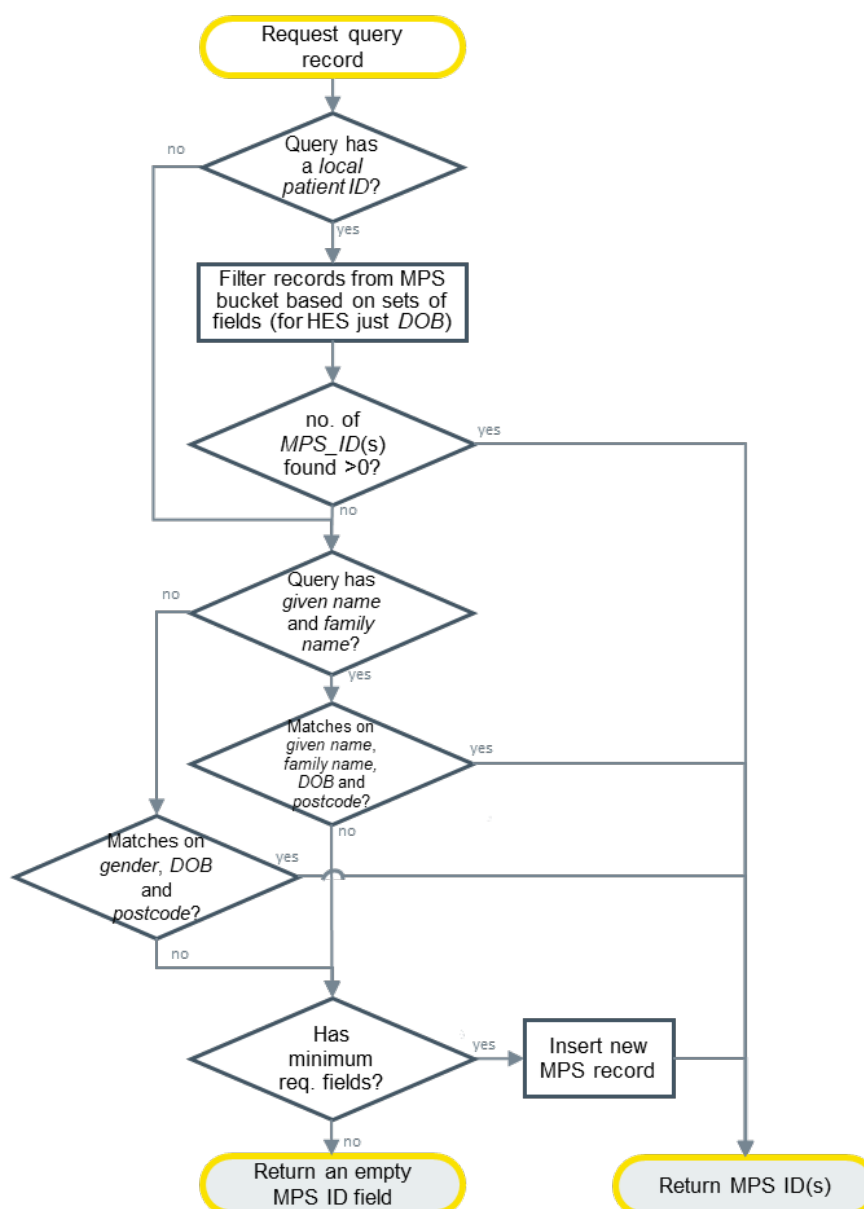 Request query
record
Query has
a local
patient ID?
no
yes
Filter records from MPS
bucket based on sets of
fields (for HES just DOB)
no. of
MPS_ID(s)
found >0?
yes
no
Query has
given name
and family
name?
no
yes
Matches on
given name,
family name,
DOB and
postcode?
yes
no
Matches on
gender, DOB
and
postcode?
yes
no
Has
minimum
req. fields?
yes
Insert new
MPS record
no
Return an empty
MPS ID field
Return MPS ID(s)